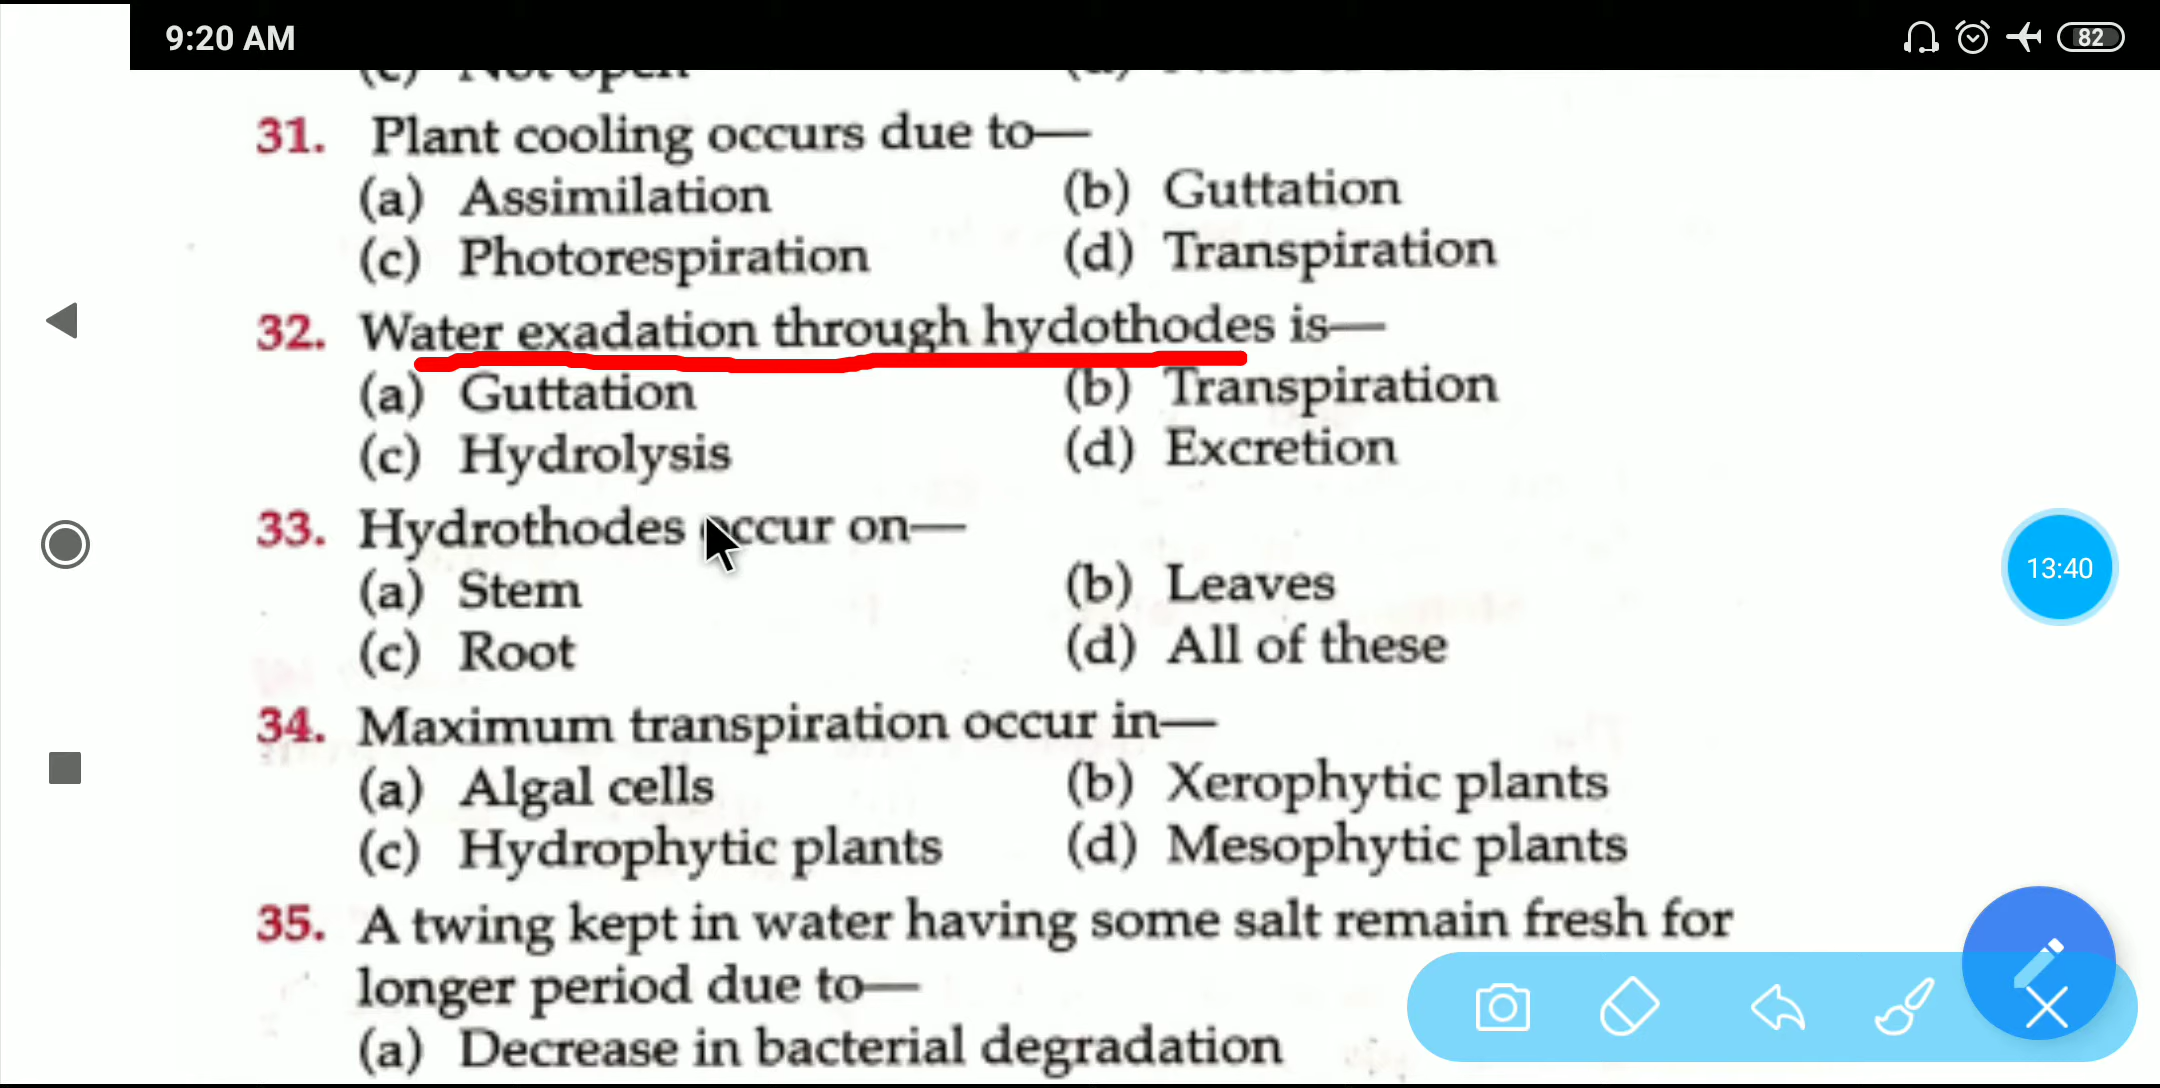 9:20 AM
82
(c) Not open
31. Plant cooling occurs due to—
(a) Assimilation (b) Guttation
(c) Photorespiration (d) Transpiration
32. Water exadation through hydothodes is—
(a) Guttation (b) Transpiration
(c) Hydrolysis (d) Excretion
33. Hydrothodes occur on—
(a) Stem (b) Leaves
(c) Root (d) All of these
13:40
34. Maximum transpiration occur in—
(a) Algal cells (b) Xerophytic plants
(c) Hydrophytic plants (d) Mesophytic plants
35. A twing kept in water having some salt remain fresh for
longer period due to—
(a) Decrease in bacterial degradation